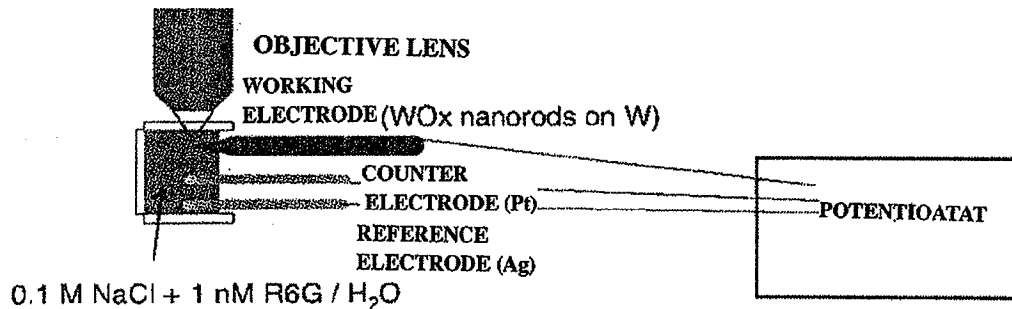 OBJECTIVE LENS
WORKING
ELECTRODE (WOx nanorods on W)
COUNTER
ELECTRODE (Pt)
POTENTIOATAT
REFERENCE
ELECTRODE (Ag)
0.1 M NaCl + 1 nM R6G / H₂O